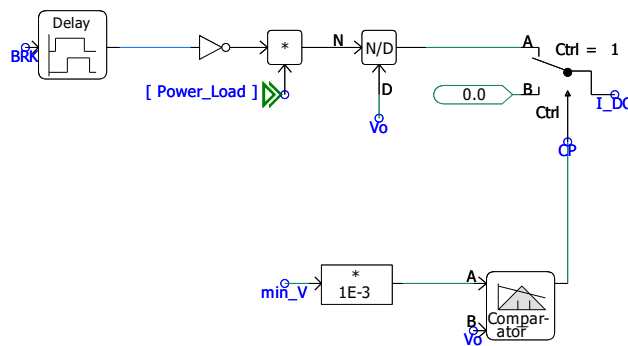 Delay
BRK
*
N
N/D
D
Vo
[ Power_Load ]
A
Ctrl = 1
0.0
B
Ctrl
I_DC
CP
min_V
*
1E-3
A
B
Vo
Compar-
ator